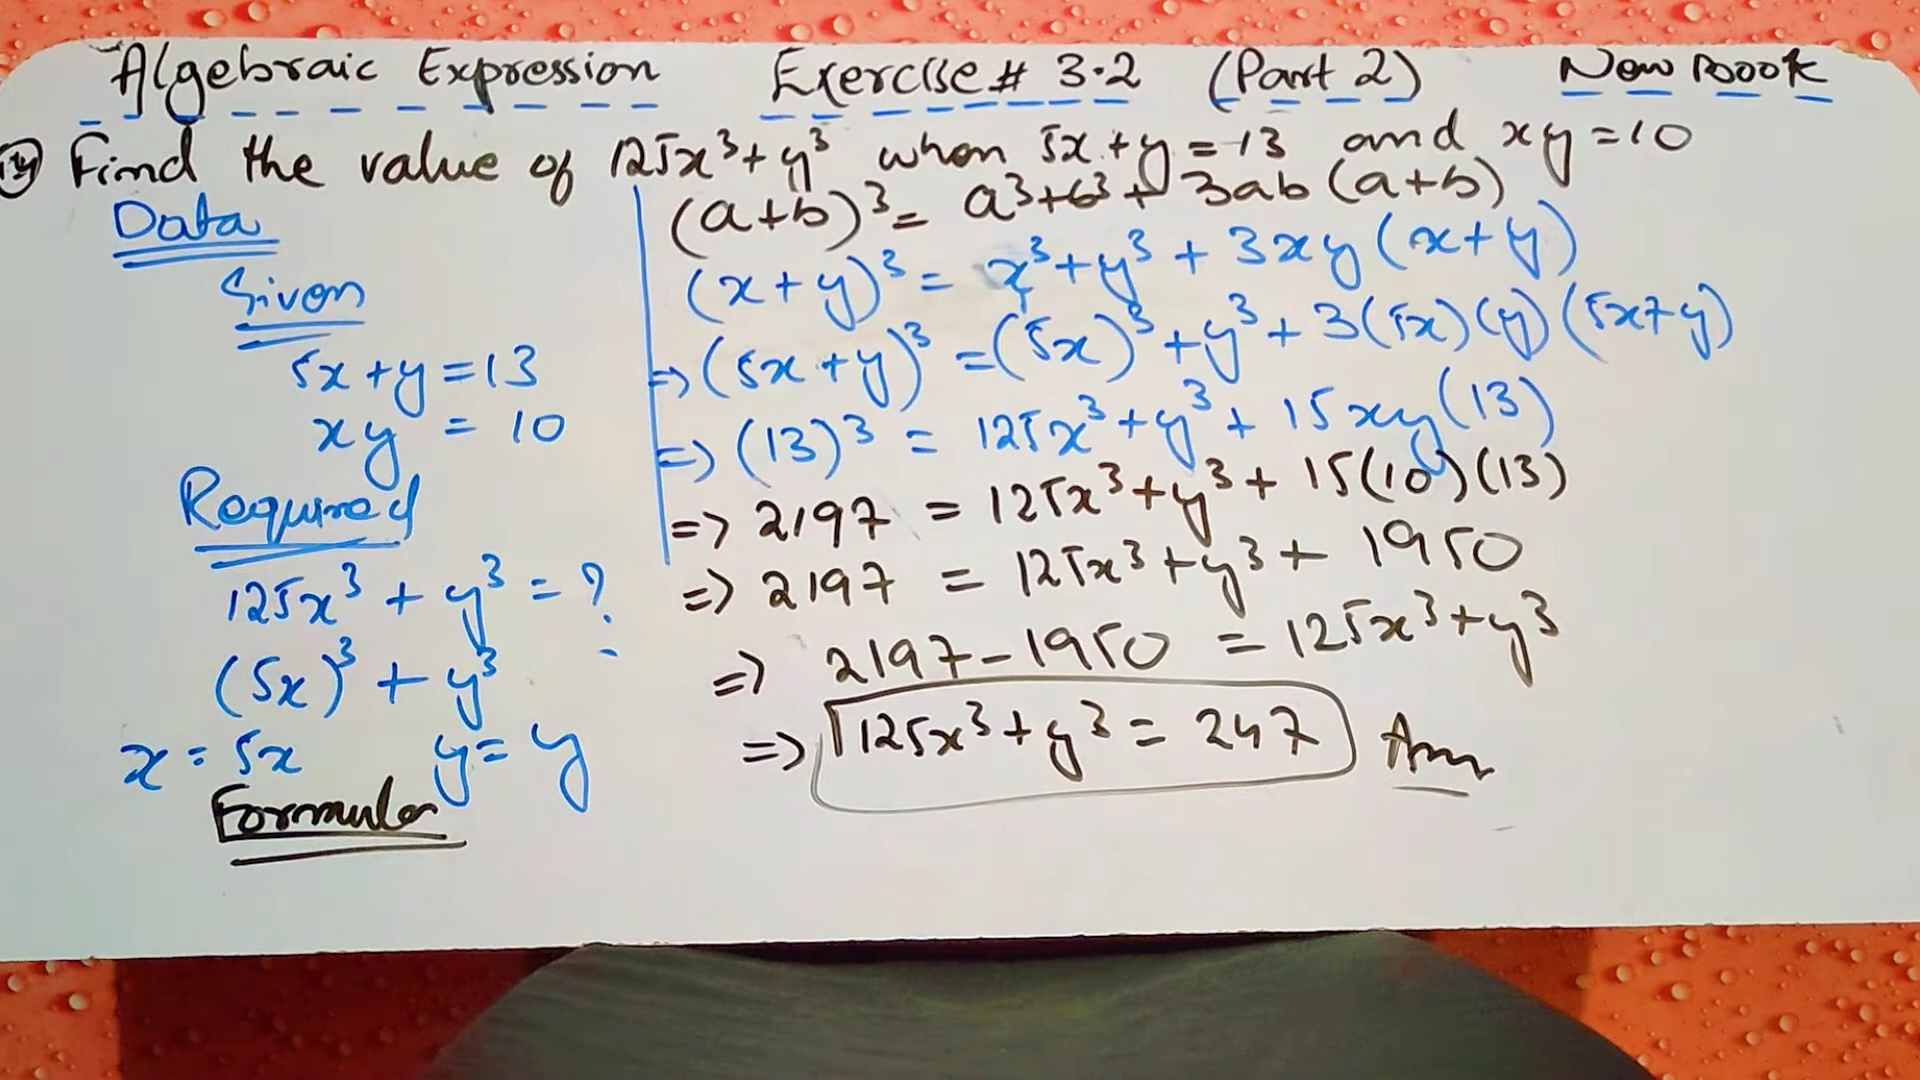 Algebraic Expression Exercise # 3.2 (Part 2) New Book
14 Find the value of 125x³+y³ when 5x+y=13 and xy=10
Data
Given
5x+y=13
xy = 10
Required
125x³ + y³ = ?
(5x)³ + y³
x = 5x y = y
Formula
(a+b)³ = a³+b³+3ab(a+b)
(x+y)³ = x³+y³+3xy(x+y)
=> (5x+y)³ = (5x)³+y³+3(5x)(y)(5x+y)
=> (13)³ = 125x³+y³+15xy(13)
=> 2197 = 125x³+y³+15(10)(13)
=> 2197 = 125x³+y³+1950
=> 2197-1950 = 125x³+y³
=> 125x³+y³ = 247 Ans